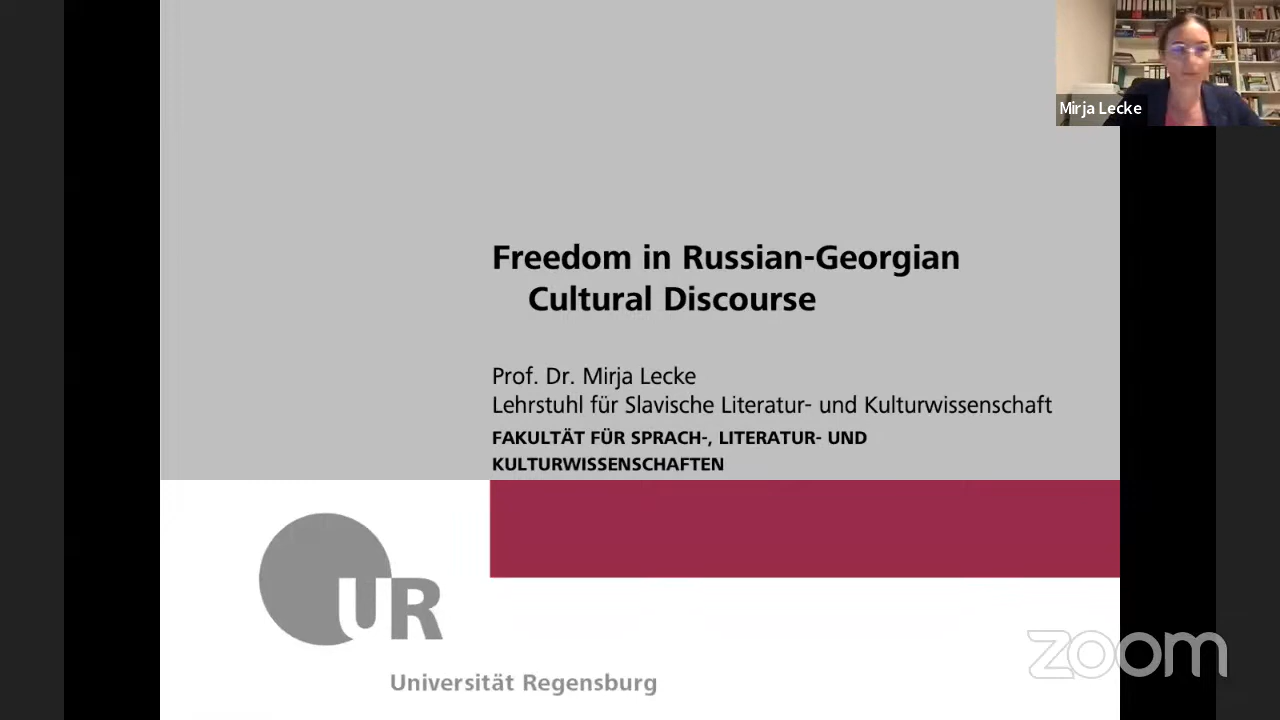 Mirja Lecke
Freedom in Russian-Georgian
Cultural Discourse
Prof. Dr. Mirja Lecke
Lehrstuhl für Slavische Literatur- und Kulturwissenschaft
FAKULTÄT FÜR SPRACH-, LITERATUR- UND
KULTURWISSENSCHAFTEN
UR
Universität Regensburg
zoom